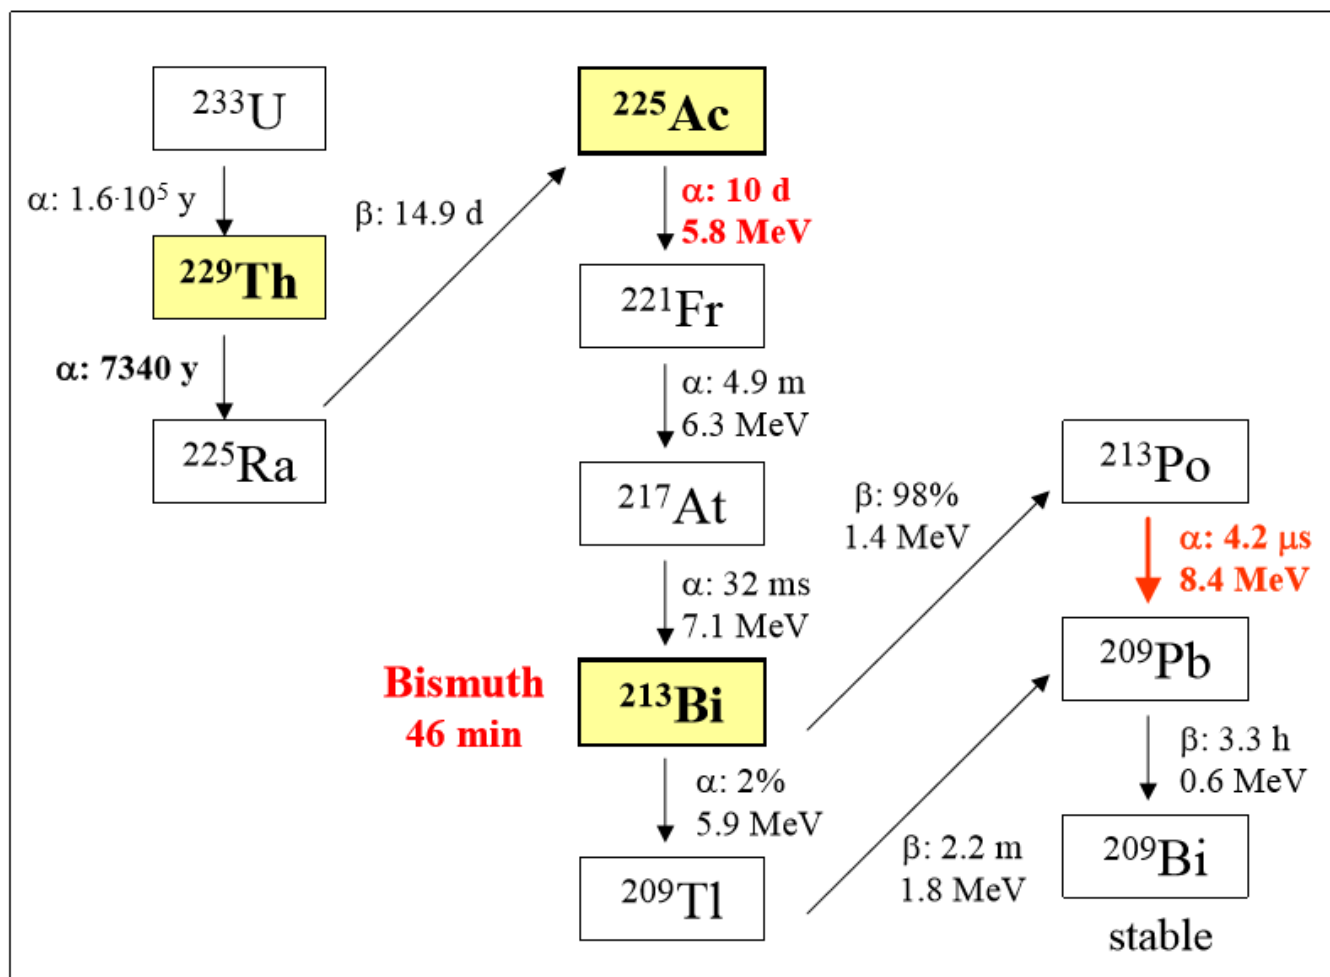 ²³³U
α: 1.6·10⁵ y
²²⁹Th
α: 7340 y
²²⁵Ra
β: 14.9 d
²²⁵Ac
α: 10 d
5.8 MeV
²²¹Fr
α: 4.9 m
6.3 MeV
²¹⁷At
α: 32 ms
7.1 MeV
Bismuth
46 min
²¹³Bi
α: 2%
5.9 MeV
²⁰⁹Tl
β: 98%
1.4 MeV
β: 2.2 m
1.8 MeV
²¹³Po
α: 4.2 μs
8.4 MeV
²⁰⁹Pb
β: 3.3 h
0.6 MeV
²⁰⁹Bi
stable